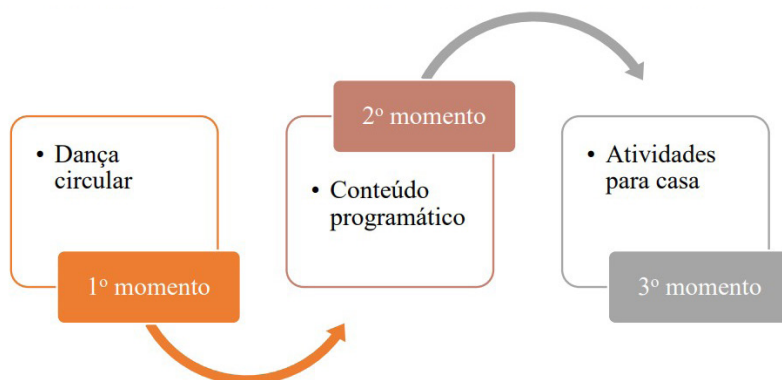 • Dança
circular
1º momento
2º momento
• Conteúdo
programático
• Atividades
para casa
3º momento